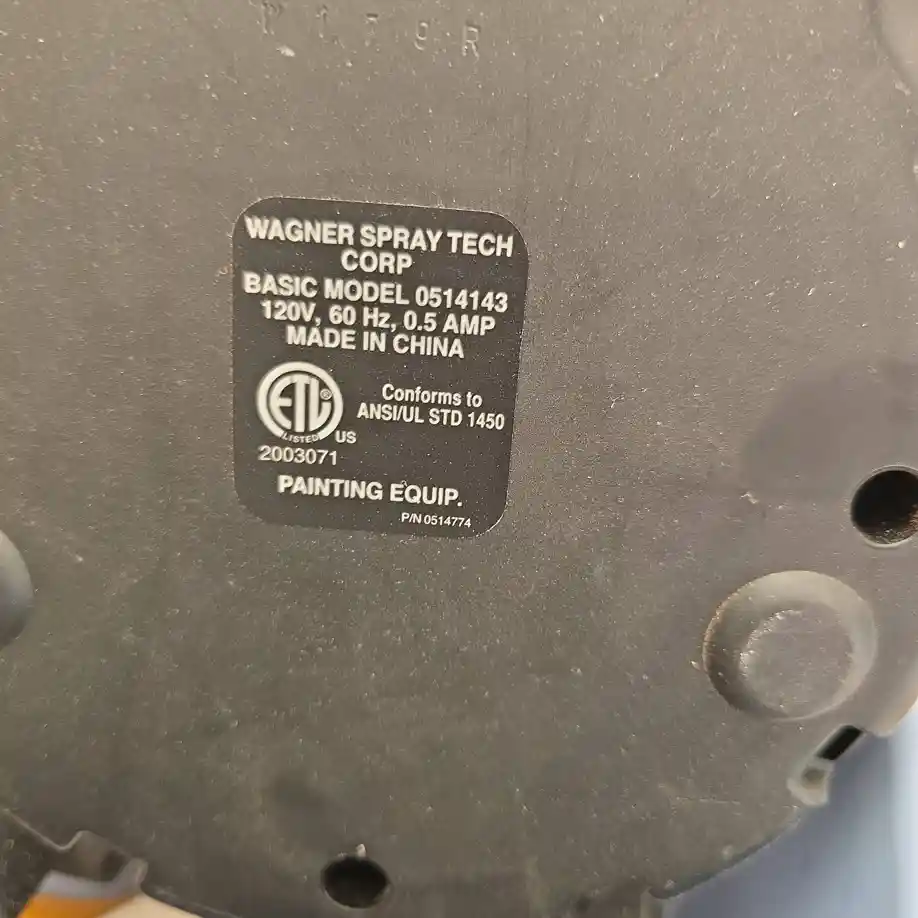 WAGNER SPRAY TECH
CORP
BASIC MODEL 0514143
120V, 60 Hz, 0.5 AMP
MADE IN CHINA
ETL®
LISTED US
Conforms to
ANSI/UL STD 1450
2003071
PAINTING EQUIP.
P/N 0514774